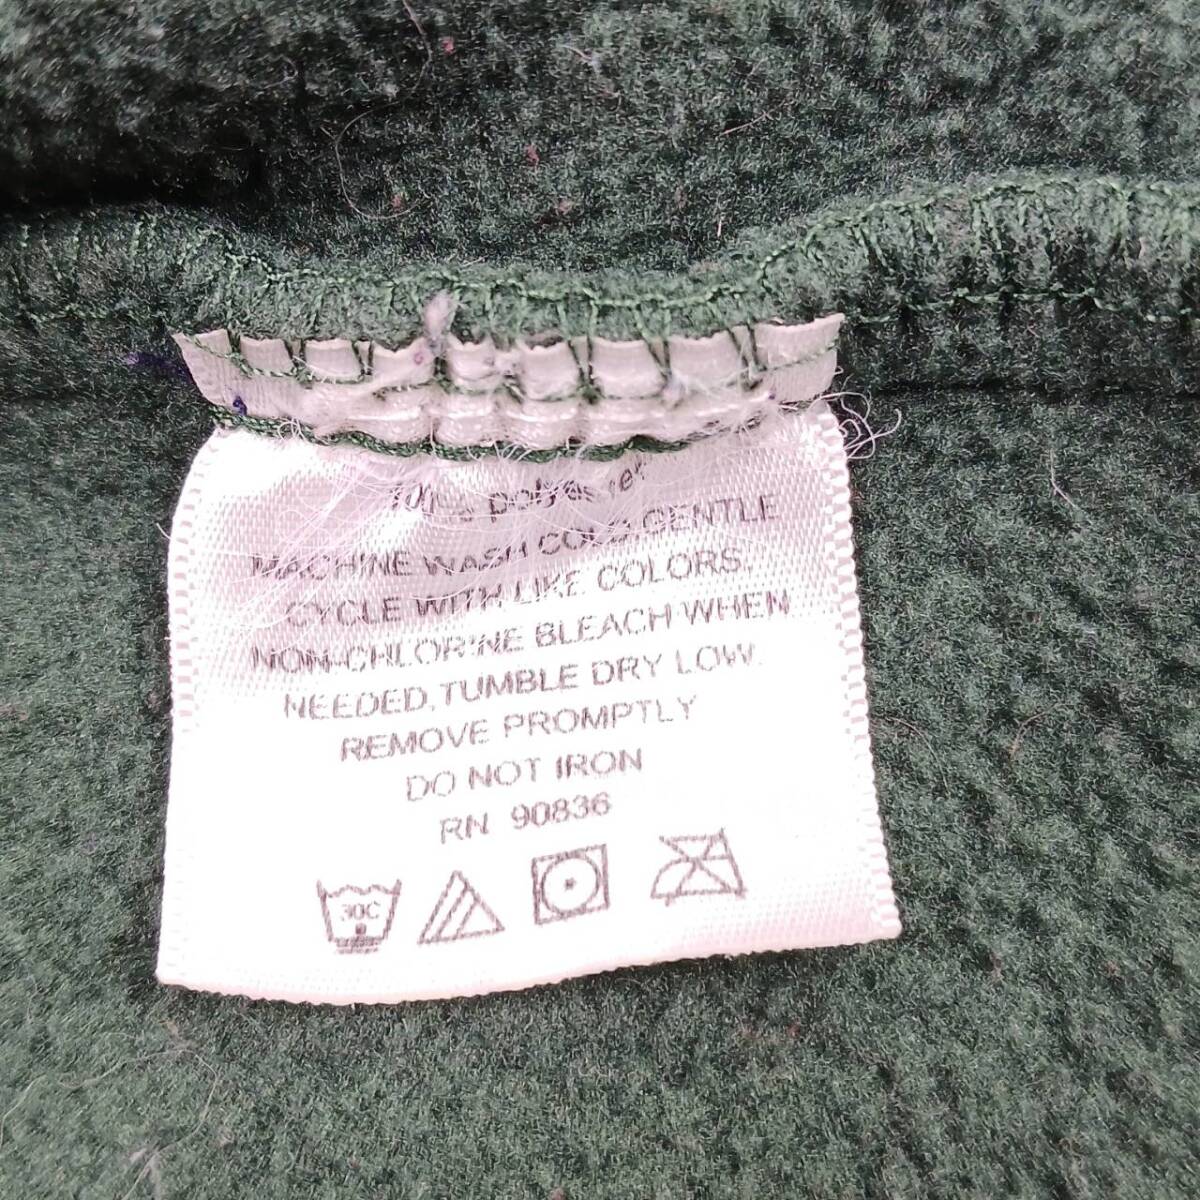 100% polyester
MACHINE WASH COLD, GENTLE
CYCLE WITH LIKE COLORS.
NON-CHLORINE BLEACH WHEN
NEEDED. TUMBLE DRY LOW.
REMOVE PROMPTLY
DO NOT IRON
RN 90836
30C